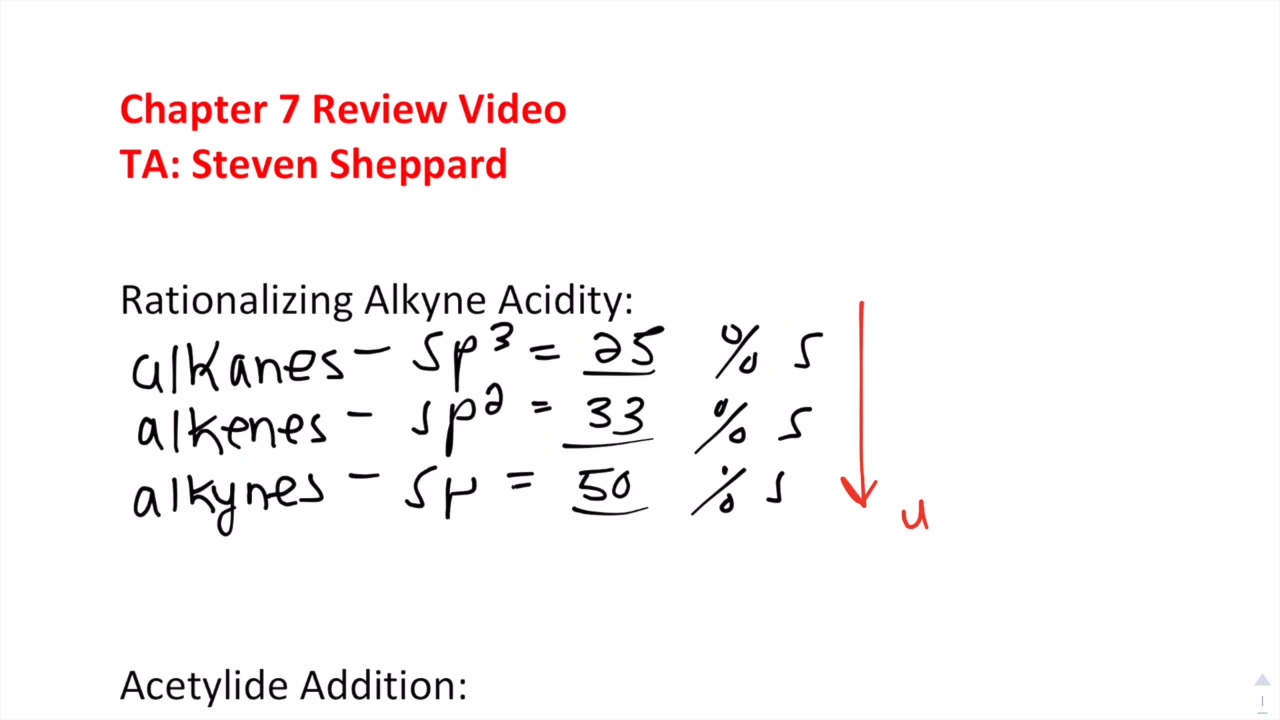 Chapter 7 Review Video
TA: Steven Sheppard
Rationalizing Alkyne Acidity:
alkanes - sp³ = 25 % s
alkenes - sp² = 33 % s
alkynes - sp = 50 % s
u
Acetylide Addition: